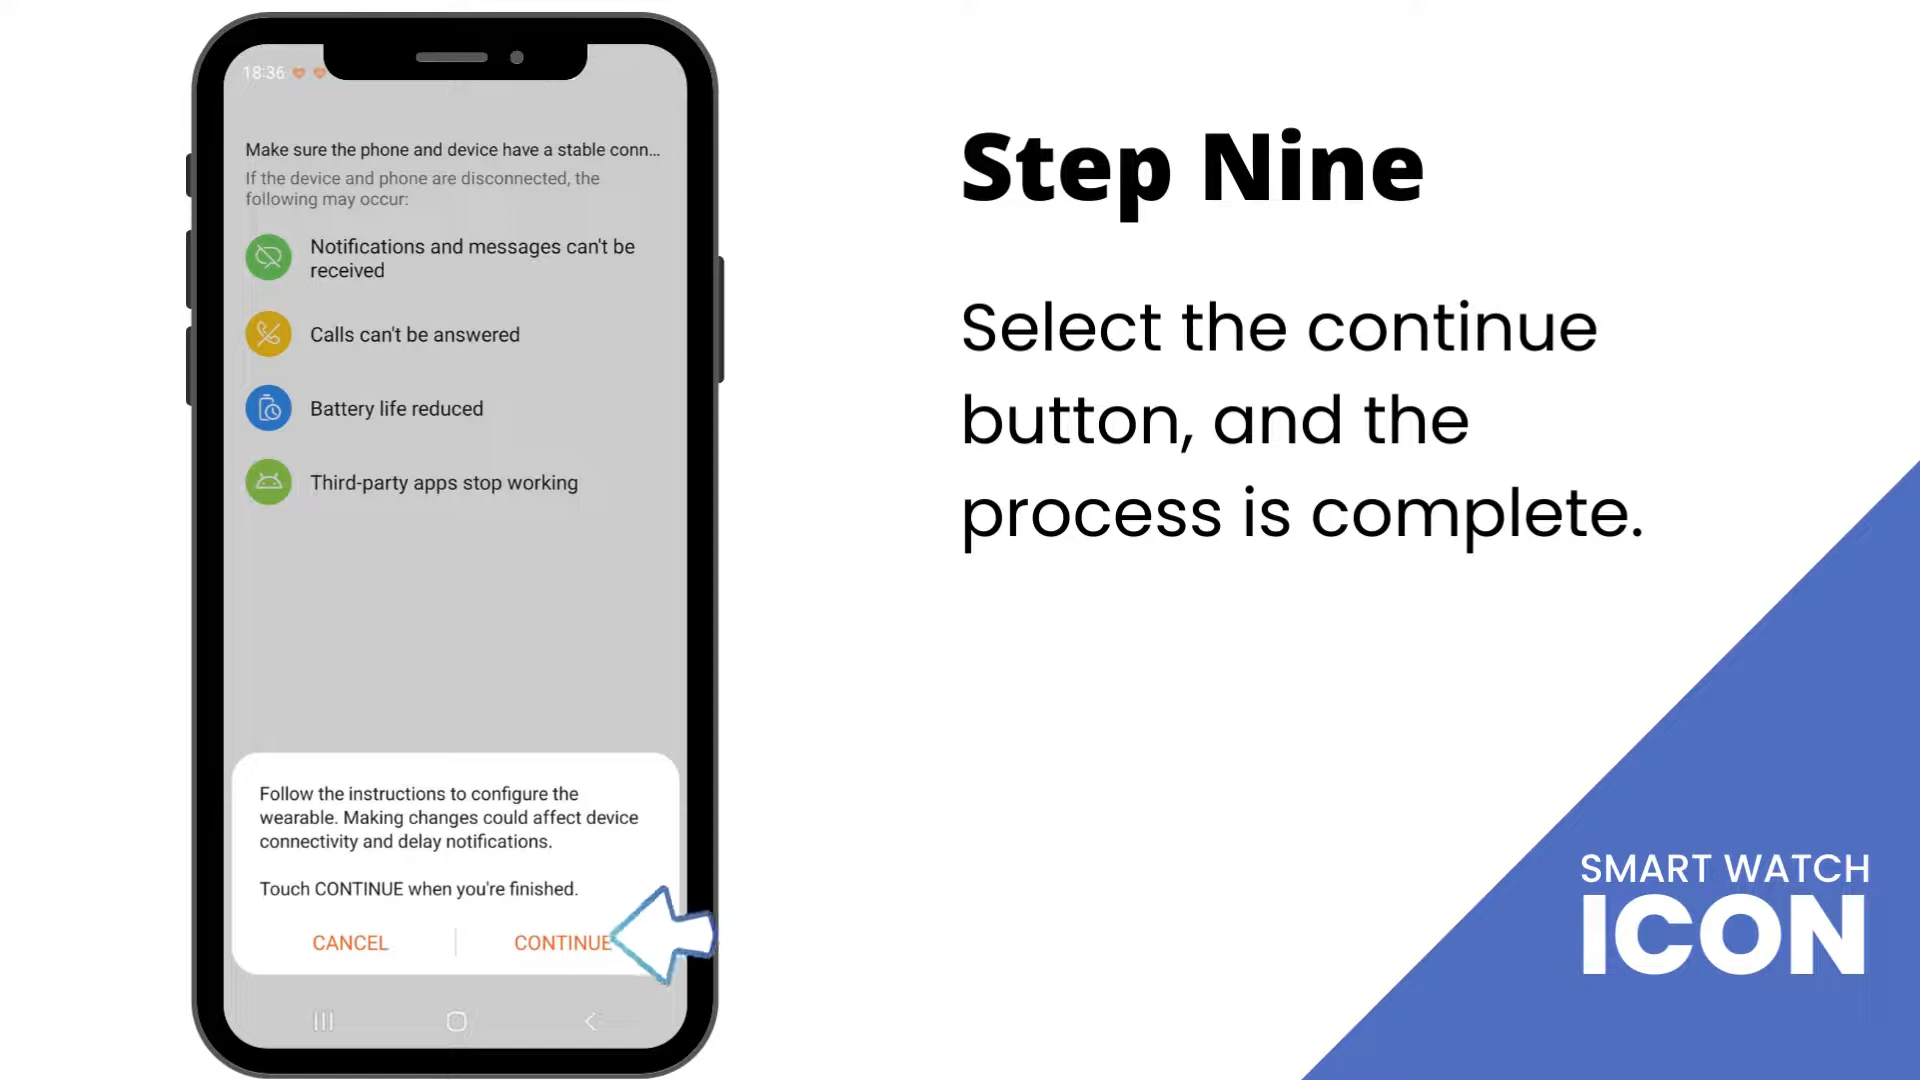 18:36
Make sure the phone and device have a stable conn...
If the device and phone are disconnected, the
following may occur:
Notifications and messages can't be
received
Calls can't be answered
Battery life reduced
Third-party apps stop working
Follow the instructions to configure the
wearable. Making changes could affect device
connectivity and delay notifications.
Touch CONTINUE when you're finished.
CANCEL
CONTINUE
Step Nine
Select the continue
button, and the
process is complete.
SMART WATCH
ICON